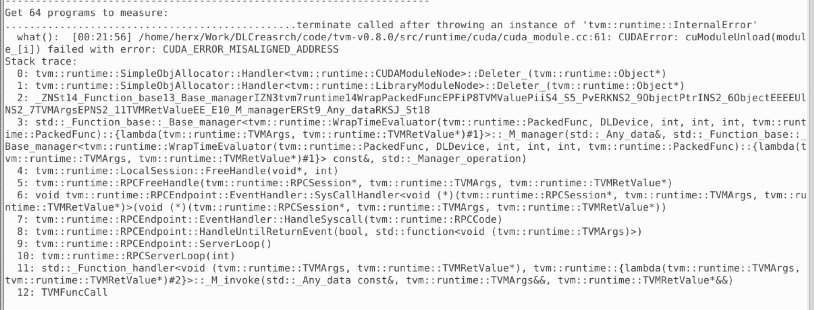 ----------------------------------------------------------------------
Get 64 programs to measure:
................................................terminate called after throwing an instance of 'tvm::runtime::InternalError'
  what():  [00:21:56] /home/herx/Work/DLCreasrch/code/tvm-v0.8.0/src/runtime/cuda/cuda_module.cc:61: CUDAError: cuModuleUnload(modul
e_[i]) failed with error: CUDA_ERROR_MISALIGNED_ADDRESS
Stack trace:
  0: tvm::runtime::SimpleObjAllocator::Handler<tvm::runtime::CUDAModuleNode>::Deleter_(tvm::runtime::Object*)
  1: tvm::runtime::SimpleObjAllocator::Handler<tvm::runtime::LibraryModuleNode>::Deleter_(tvm::runtime::Object*)
  2: _ZNSt14_Function_base13_Base_managerIZN3tvm7runtime14WrapPackedFuncEPFiP8TVMValuePiiS4_S5_PvERKNS2_9ObjectPtrINS2_6ObjectEEEEUl
NS2_7TVMArgsEPNS2_11TVMRetValueEE_E10_M_managerERSt9_Any_dataRKSJ_St18
  3: std::_Function_base::_Base_manager<tvm::runtime::WrapTimeEvaluator(tvm::runtime::PackedFunc, DLDevice, int, int, int, tvm::runt
ime::PackedFunc)::{lambda(tvm::runtime::TVMArgs, tvm::runtime::TVMRetValue*)#1}>::_M_manager(std::_Any_data&, std::_Function_base::_
Base_manager<tvm::runtime::WrapTimeEvaluator(tvm::runtime::PackedFunc, DLDevice, int, int, int, tvm::runtime::PackedFunc)::{lambda(t
vm::runtime::TVMArgs, tvm::runtime::TVMRetValue*)#1}> const&, std::_Manager_operation)
  4: tvm::runtime::LocalSession::FreeHandle(void*, int)
  5: tvm::runtime::RPCFreeHandle(tvm::runtime::RPCSession*, tvm::runtime::TVMArgs, tvm::runtime::TVMRetValue*)
  6: void tvm::runtime::RPCEndpoint::EventHandler::SysCallHandler<void (*)(tvm::runtime::RPCSession*, tvm::runtime::TVMArgs, tvm::ru
ntime::TVMRetValue*)>(void (*)(tvm::runtime::RPCSession*, tvm::runtime::TVMArgs, tvm::runtime::TVMRetValue*))
  7: tvm::runtime::RPCEndpoint::EventHandler::HandleSyscall(tvm::runtime::RPCCode)
  8: tvm::runtime::RPCEndpoint::HandleUntilReturnEvent(bool, std::function<void (tvm::runtime::TVMArgs)>)
  9: tvm::runtime::RPCEndpoint::ServerLoop()
  10: tvm::runtime::RPCServerLoop(int)
  11: std::_Function_handler<void (tvm::runtime::TVMArgs, tvm::runtime::TVMRetValue*), tvm::runtime::{lambda(tvm::runtime::TVMArgs,
tvm::runtime::TVMRetValue*)#2}>::_M_invoke(std::_Any_data const&, tvm::runtime::TVMArgs&&, tvm::runtime::TVMRetValue*&&)
  12: TVMFuncCall